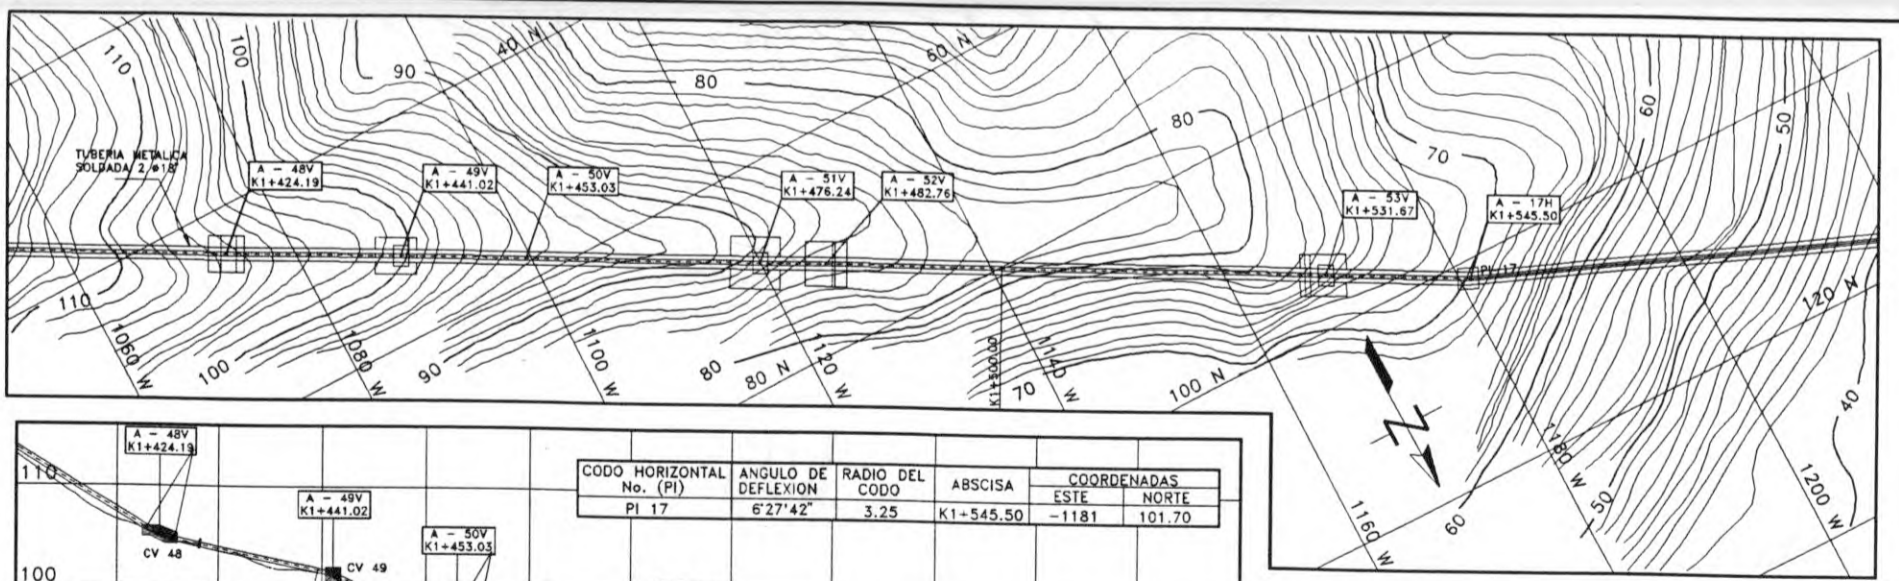 110
100
90
40 N
80
60 N
80
70
60
50
TUBERIA METALICA
SOLDADA 2 ø18"
A - 48V
K1+424.19
A - 49V
K1+441.02
A - 50V
K1+453.03
A - 51V
K1+476.24
A - 52V
K1+482.76
A - 53V
K1+531.67
A - 17H
K1+545.50
PI 17
110
1060 W
100
1080 W
90
1100 W
80
80 N
1120 W
K1+500.00
70
1140 W
100 N
120 N
N
1160 W
60
1180 W
50
1200 W
40
A - 48V
K1+424.19
110
A - 49V
K1+441.02
A - 50V
K1+453.03
CV 48
CV 49
100
CODO HORIZONTAL No. (PI) ANGULO DE DEFLEXION RADIO DEL CODO ABSCISA COORDENADAS
ESTE NORTE
PI 17 6°27'42" 3.25 K1+545.50 -1181 101.70